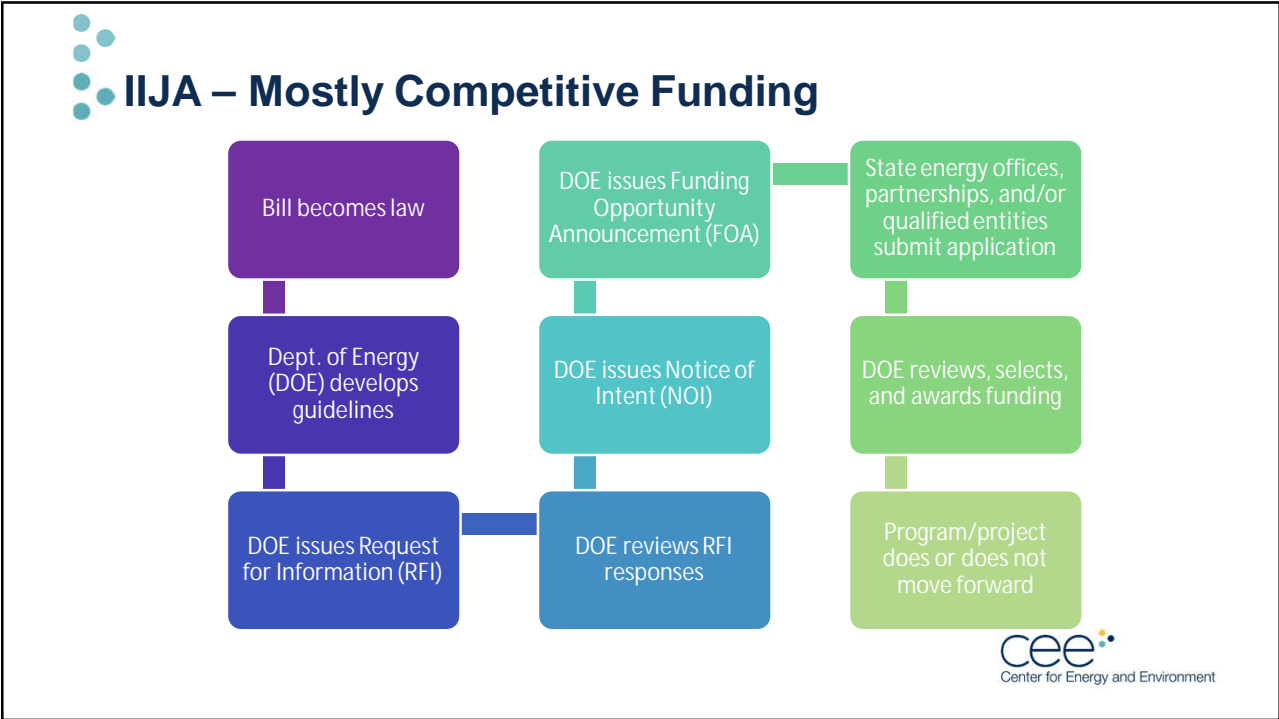 IIJA – Mostly Competitive Funding
Bill becomes law
Dept. of Energy
(DOE) develops
guidelines
DOE issues Request
for Information (RFI)
DOE reviews RFI
responses
DOE issues Notice of
Intent (NOI)
DOE issues Funding
Opportunity
Announcement (FOA)
State energy offices,
partnerships, and/or
qualified entities
submit application
DOE reviews, selects,
and awards funding
Program/project
does or does not
move forward
cee
Center for Energy and Environment